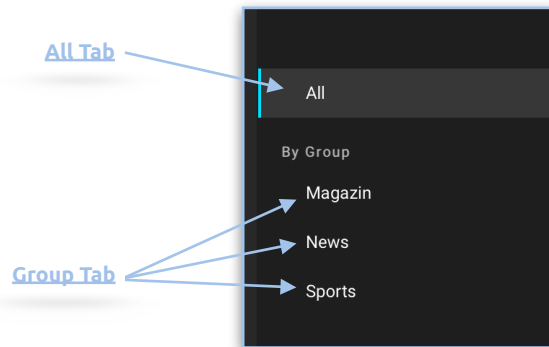 All Tab
All
By Group
Magazin
News
Group Tab
Sports